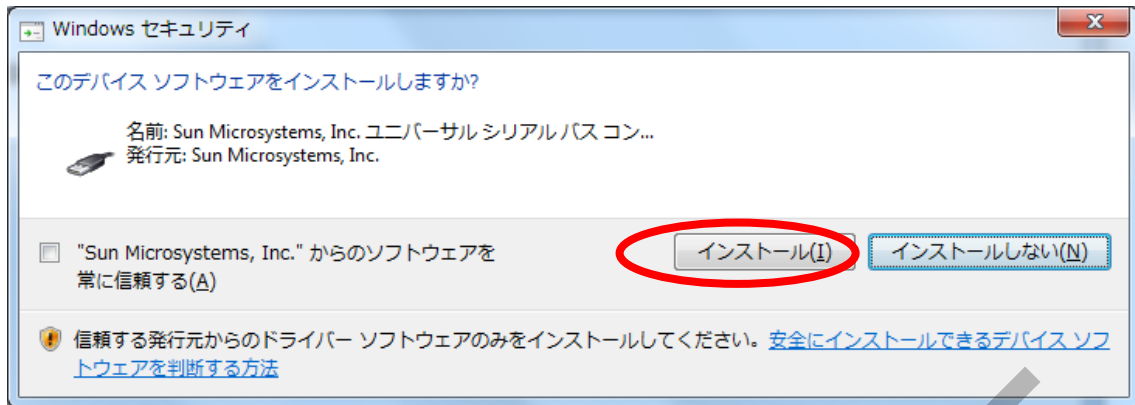 Windows セキュリティ
このデバイス ソフトウェアをインストールしますか?
名前: Sun Microsystems, Inc. ユニバーサル シリアル バス コン...
発行元: Sun Microsystems, Inc.
"Sun Microsystems, Inc." からのソフトウェアを
常に信頼する(A)
インストール(I)
インストールしない(N)
信頼する発行元からのドライバー ソフトウェアのみをインストールしてください。安全にインストールできるデバイス ソフ
トウェアを判断する方法